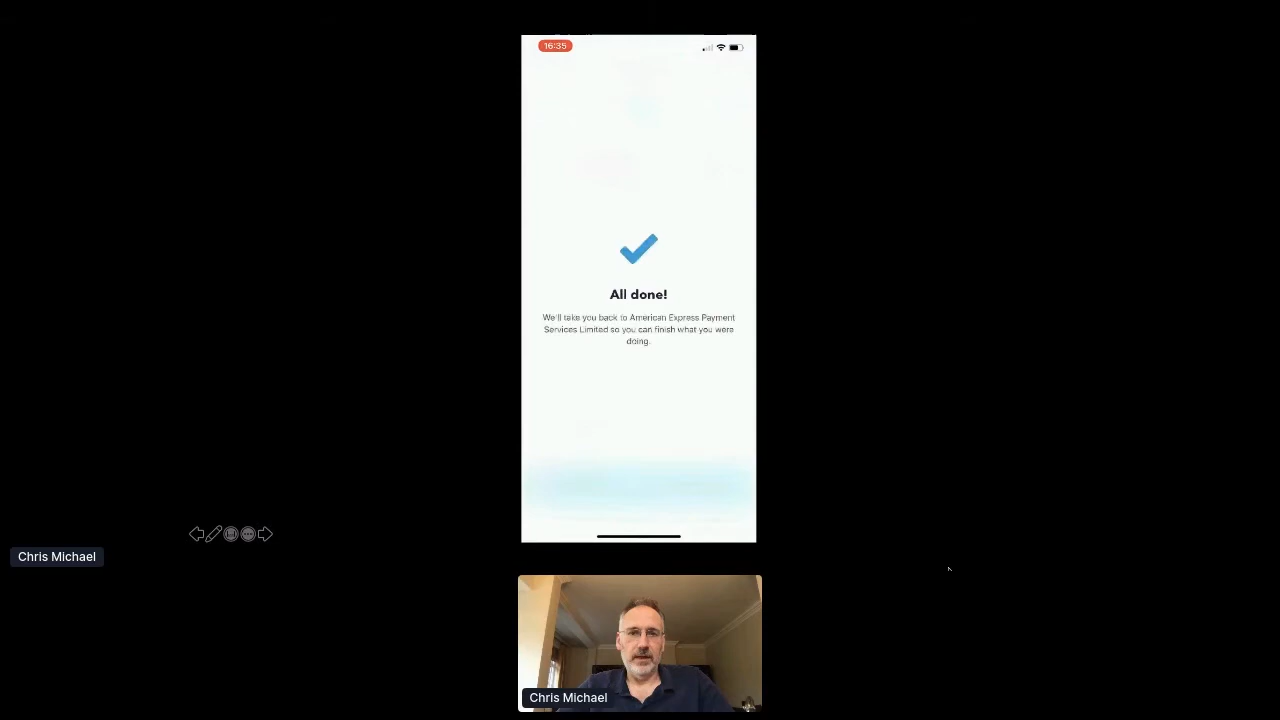 16:35
All done!
We'll take you back to American Express Payment
Services Limited so you can finish what you were
doing.
Chris Michael
Chris Michael